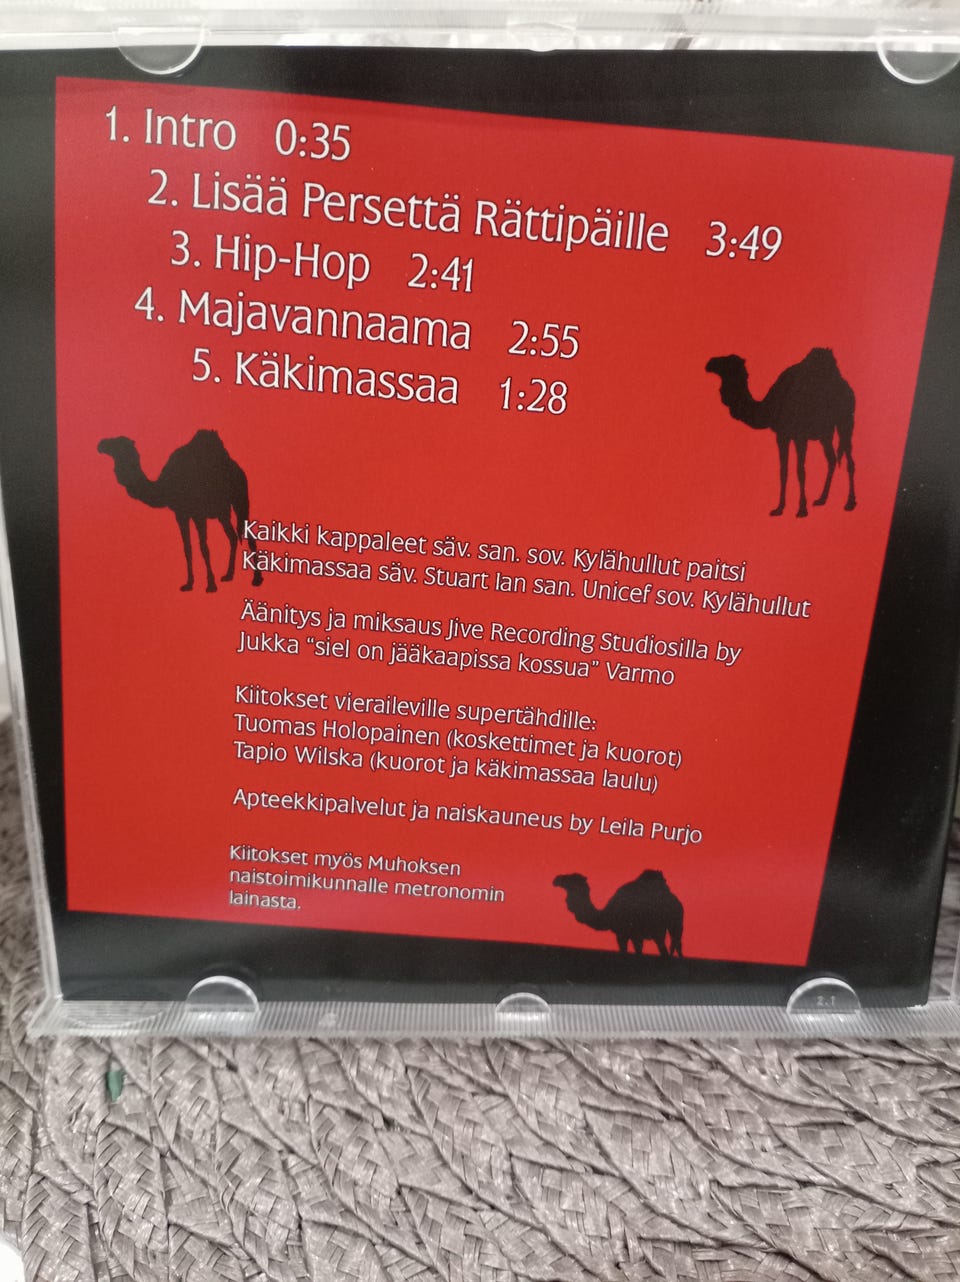 1. Intro 0:35
2. Lisää Persettä Rättipäille 3:49
3. Hip-Hop 2:41
4. Majavannaama 2:55
5. Käkimassaa 1:28
Kaikki kappaleet säv. san. sov. Kylähullut paitsi
Käkimassaa säv. Stuart Ian san. Unicef sov. Kylähullut
Äänitys ja miksaus Jive Recording Studiosilla by
Jukka "siel on jääkaapissa kossua" Varmo
Kiitokset vieraileville supertähdille:
Tuomas Holopainen (koskettimet ja kuorot)
Tapio Wilska (kuorot ja käkimassaa laulu)
Apteekkipalvelut ja naiskauneus by Leila Purjo
Kiitokset myös Muhoksen
naistoimikunnalle metronomin
lainasta.
2.1